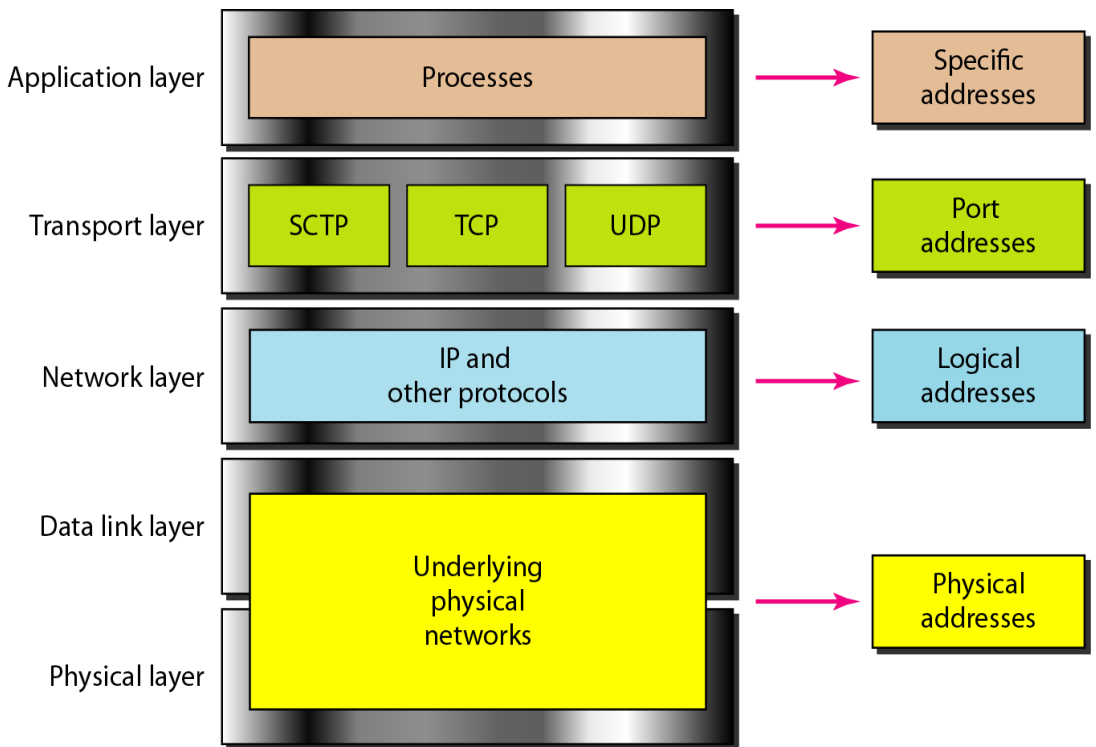 Application layer
Processes
Specific
addresses
Transport layer
SCTP
TCP
UDP
Port
addresses
Network layer
IP and
other protocols
Logical
addresses
Data link layer
Underlying
physical
networks
Physical
addresses
Physical layer